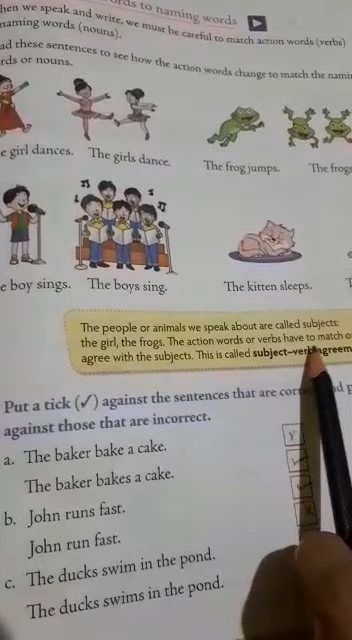 ords to naming words
hen we speak and write, we must be careful to match action words (verbs)
naming words (nouns).
ad these sentences to see how the action words change to match the nami
rds or nouns.
e girl dances. The girls dance. The frog jumps. The frogs
e boy sings. The boys sing. The kitten sleeps. T
The people or animals we speak about are called subjects:
the girl, the frogs. The action words or verbs have to match o
agree with the subjects. This is called subject–verb agreem
Put a tick (✓) against the sentences that are cor nd p
against those that are incorrect.
a. The baker bake a cake.
The baker bakes a cake.
b. John runs fast.
John run fast.
c. The ducks swim in the pond.
The ducks swims in the pond.